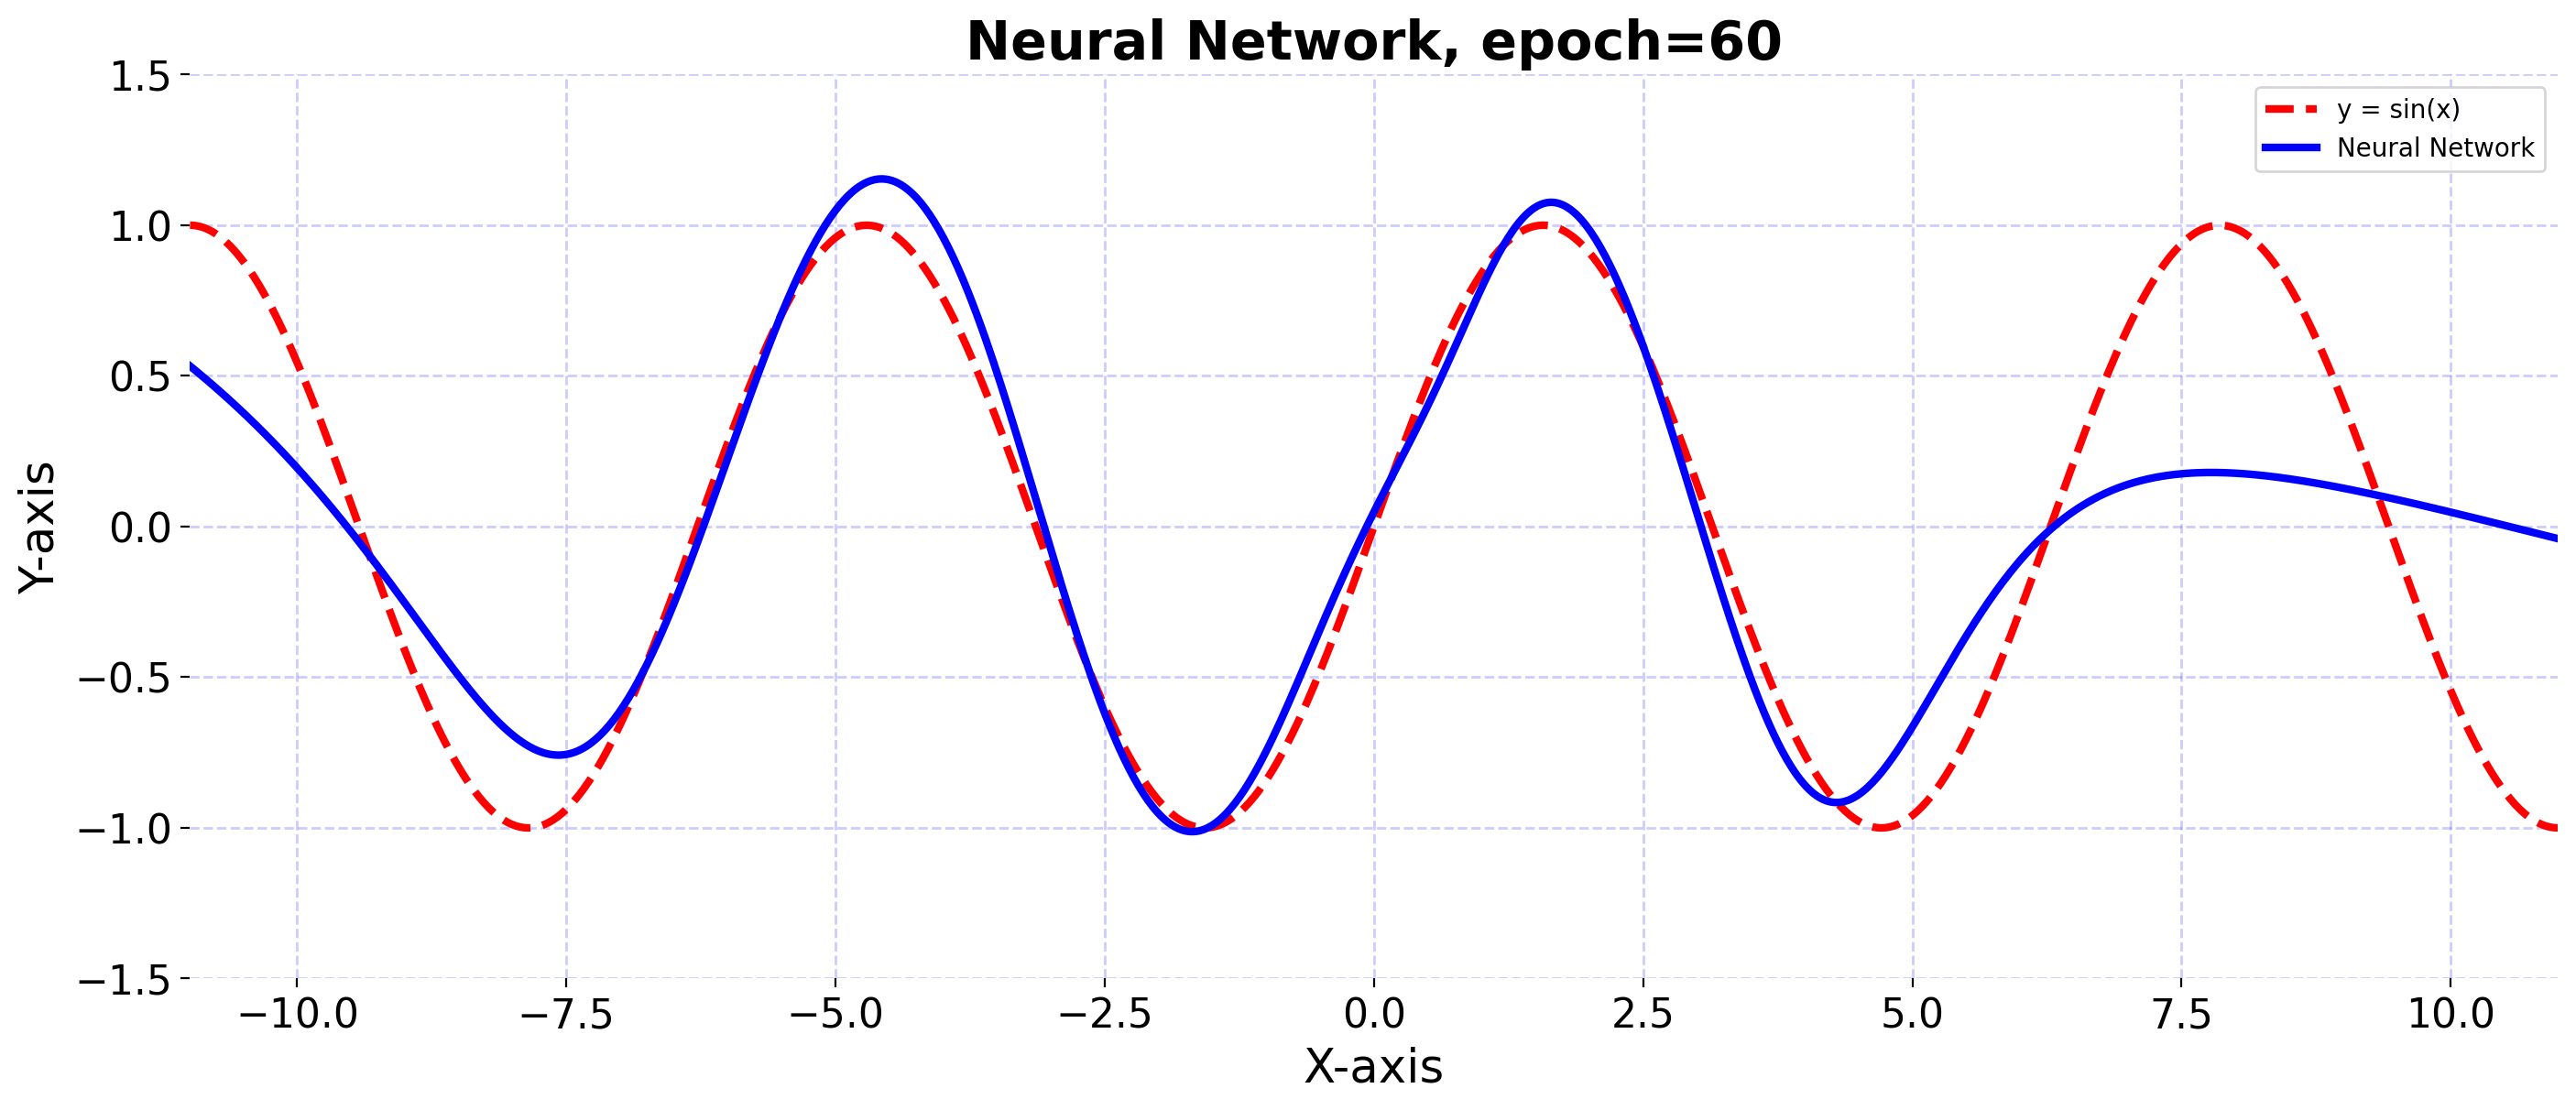 Neural Network, epoch=60
y = sin(x)
Neural Network
Y-axis
1.5
1.0
0.5
0.0
−0.5
−1.0
−1.5
−10.0 −7.5 −5.0 −2.5 0.0 2.5 5.0 7.5 10.0
X-axis